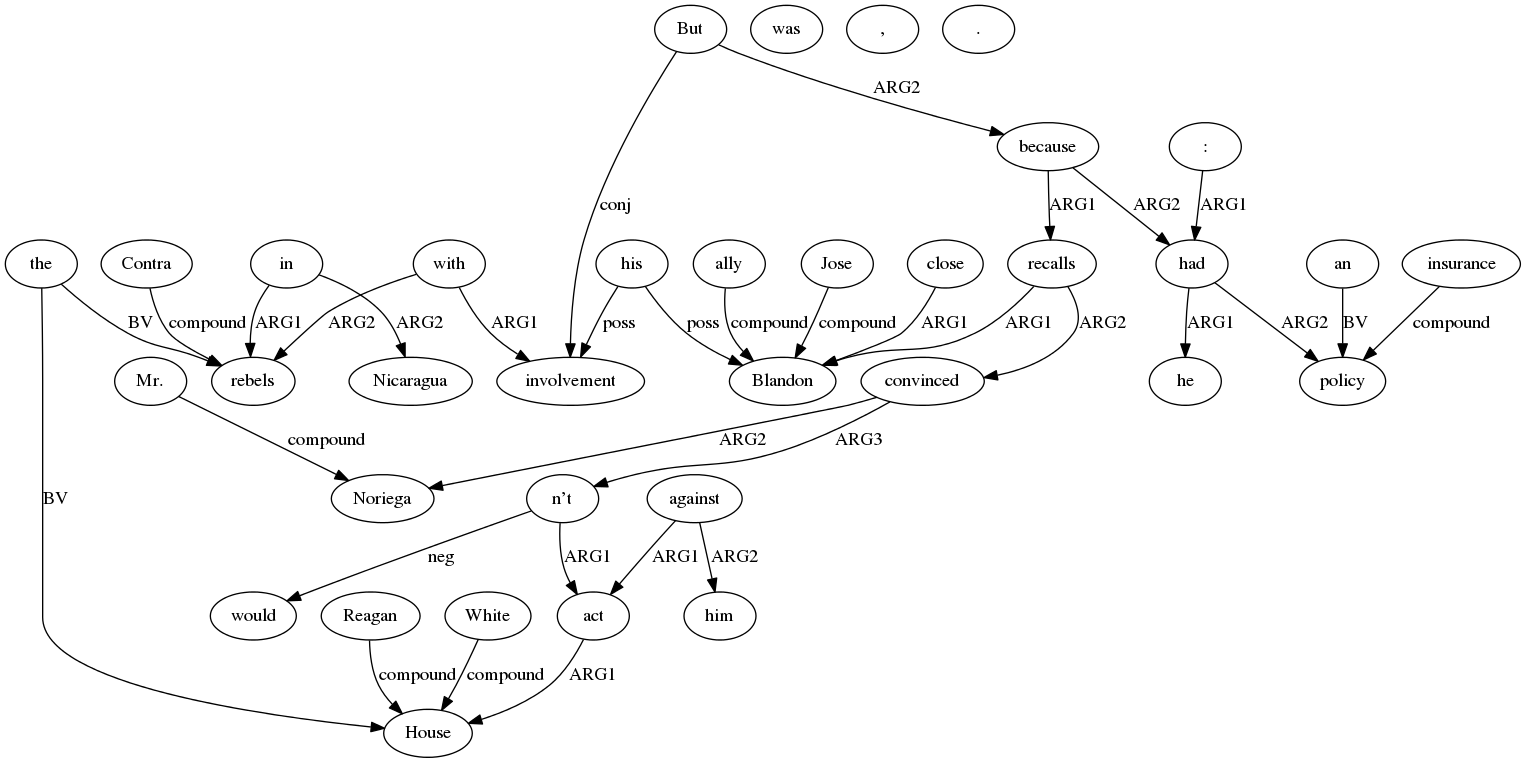 But was , .
ARG2
because :
conj ARG1 ARG2 ARG1
the Contra in with his ally Jose close recalls had an insurance
BV compound ARG1 ARG2 ARG2 ARG1 poss poss compound compound ARG1 ARG1 ARG2 ARG1 ARG2 BV compound
Mr. rebels Nicaragua involvement Blandon convinced he policy
compound ARG2 ARG3
BV Noriega n't against
neg ARG1 ARG1 ARG2
would Reagan White act him
compound compound ARG1
House